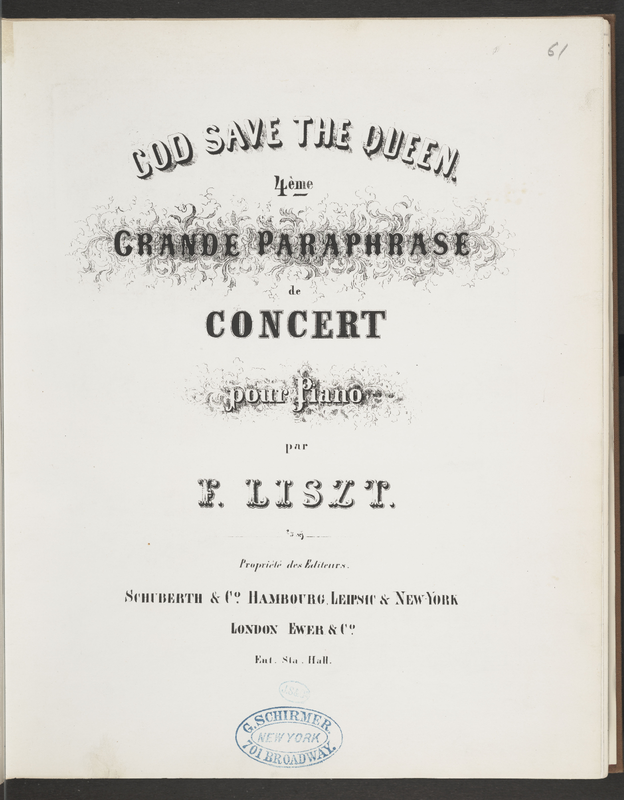 61
GOD SAVE THE QUEEN.
4ème
GRANDE PARAPHRASE
de
CONCERT
pour Piano
par
F. LISZT.
Propriété des Editeurs.
SCHUBERTH & Co. HAMBOURG, LEIPSIC & NEW-YORK
LONDON EWER & Co.
Ent. Sta. Hall.
G. SCHIRMER,
NEW YORK
701 BROADWAY.